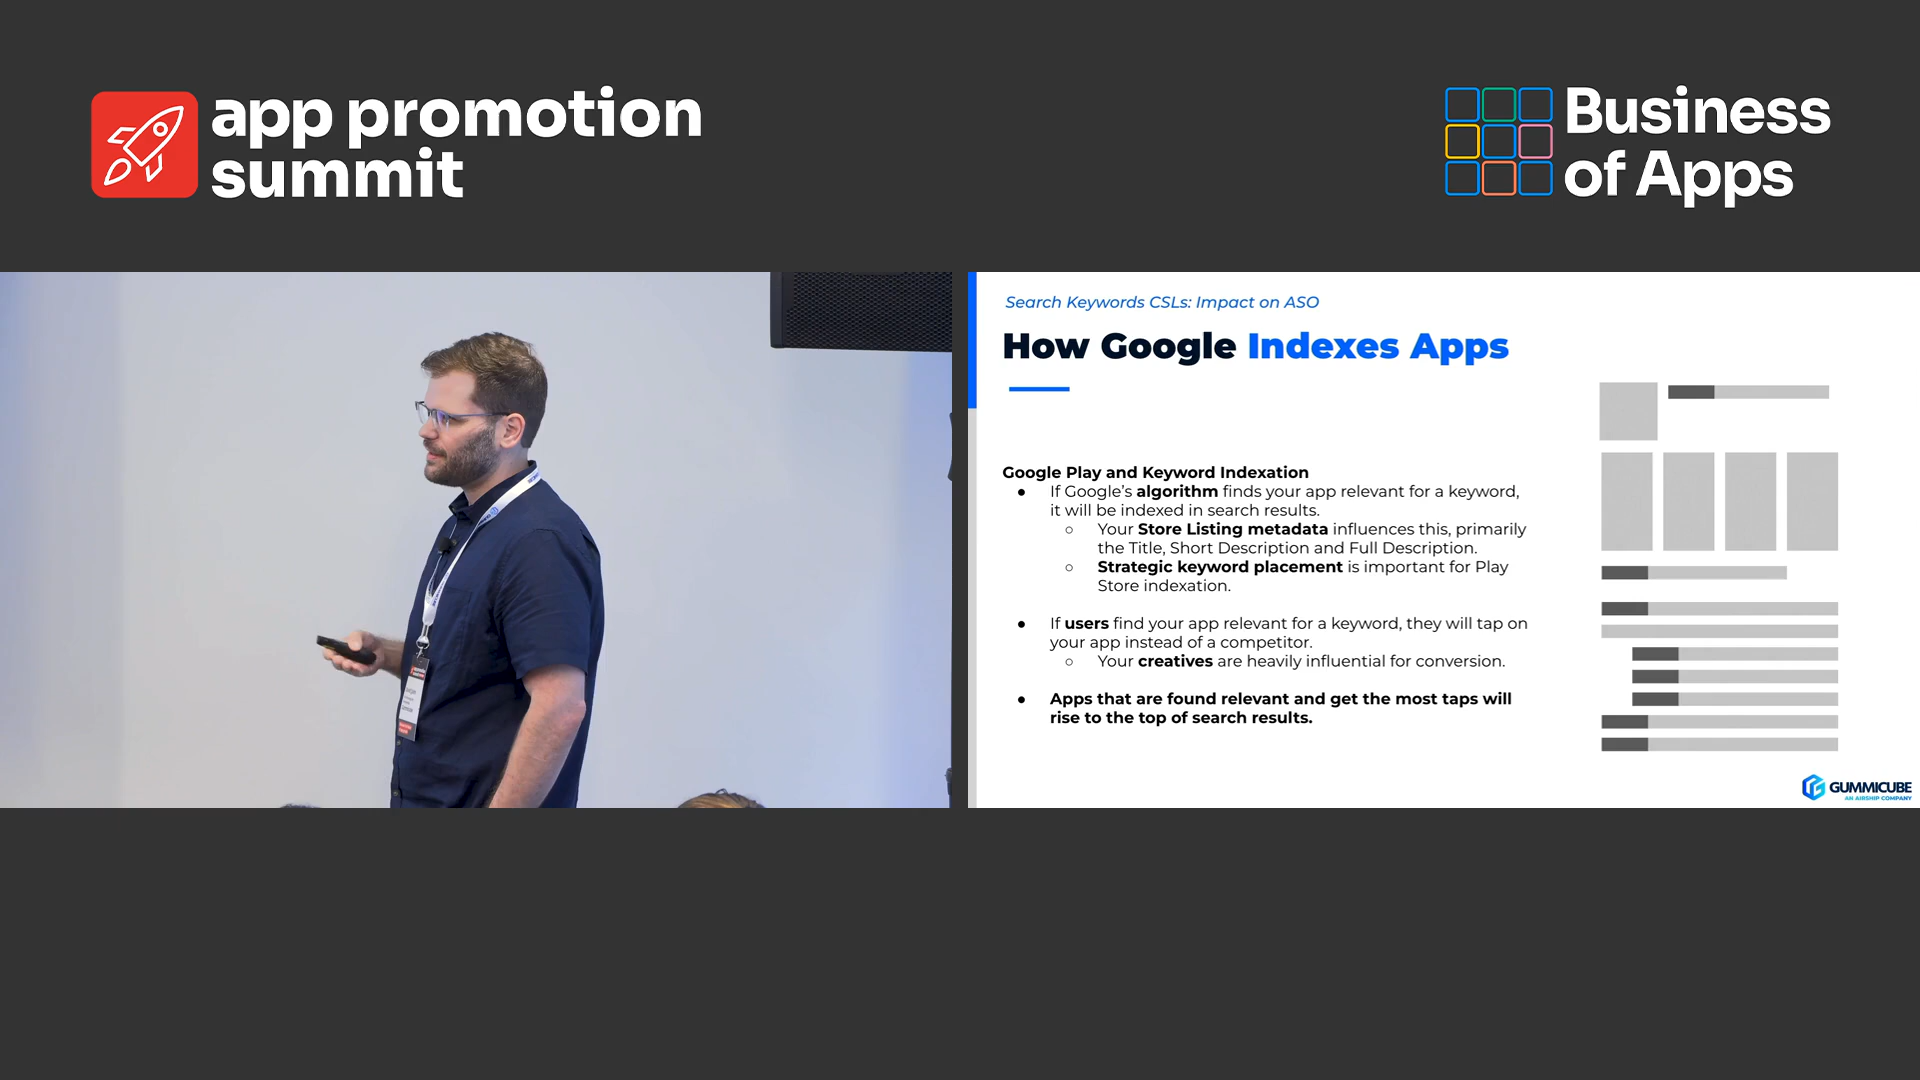 app promotion
summit
Business
of Apps
Search Keywords CSLs: Impact on ASO
How Google Indexes Apps
Google Play and Keyword Indexation
● If Google’s algorithm finds your app relevant for a keyword,
it will be indexed in search results.
○ Your Store Listing metadata influences this, primarily
the Title, Short Description and Full Description.
○ Strategic keyword placement is important for Play
Store indexation.
● If users find your app relevant for a keyword, they will tap on
your app instead of a competitor.
○ Your creatives are heavily influential for conversion.
● Apps that are found relevant and get the most taps will
rise to the top of search results.
GUMMICUBE
AN AIRSHIP COMPANY